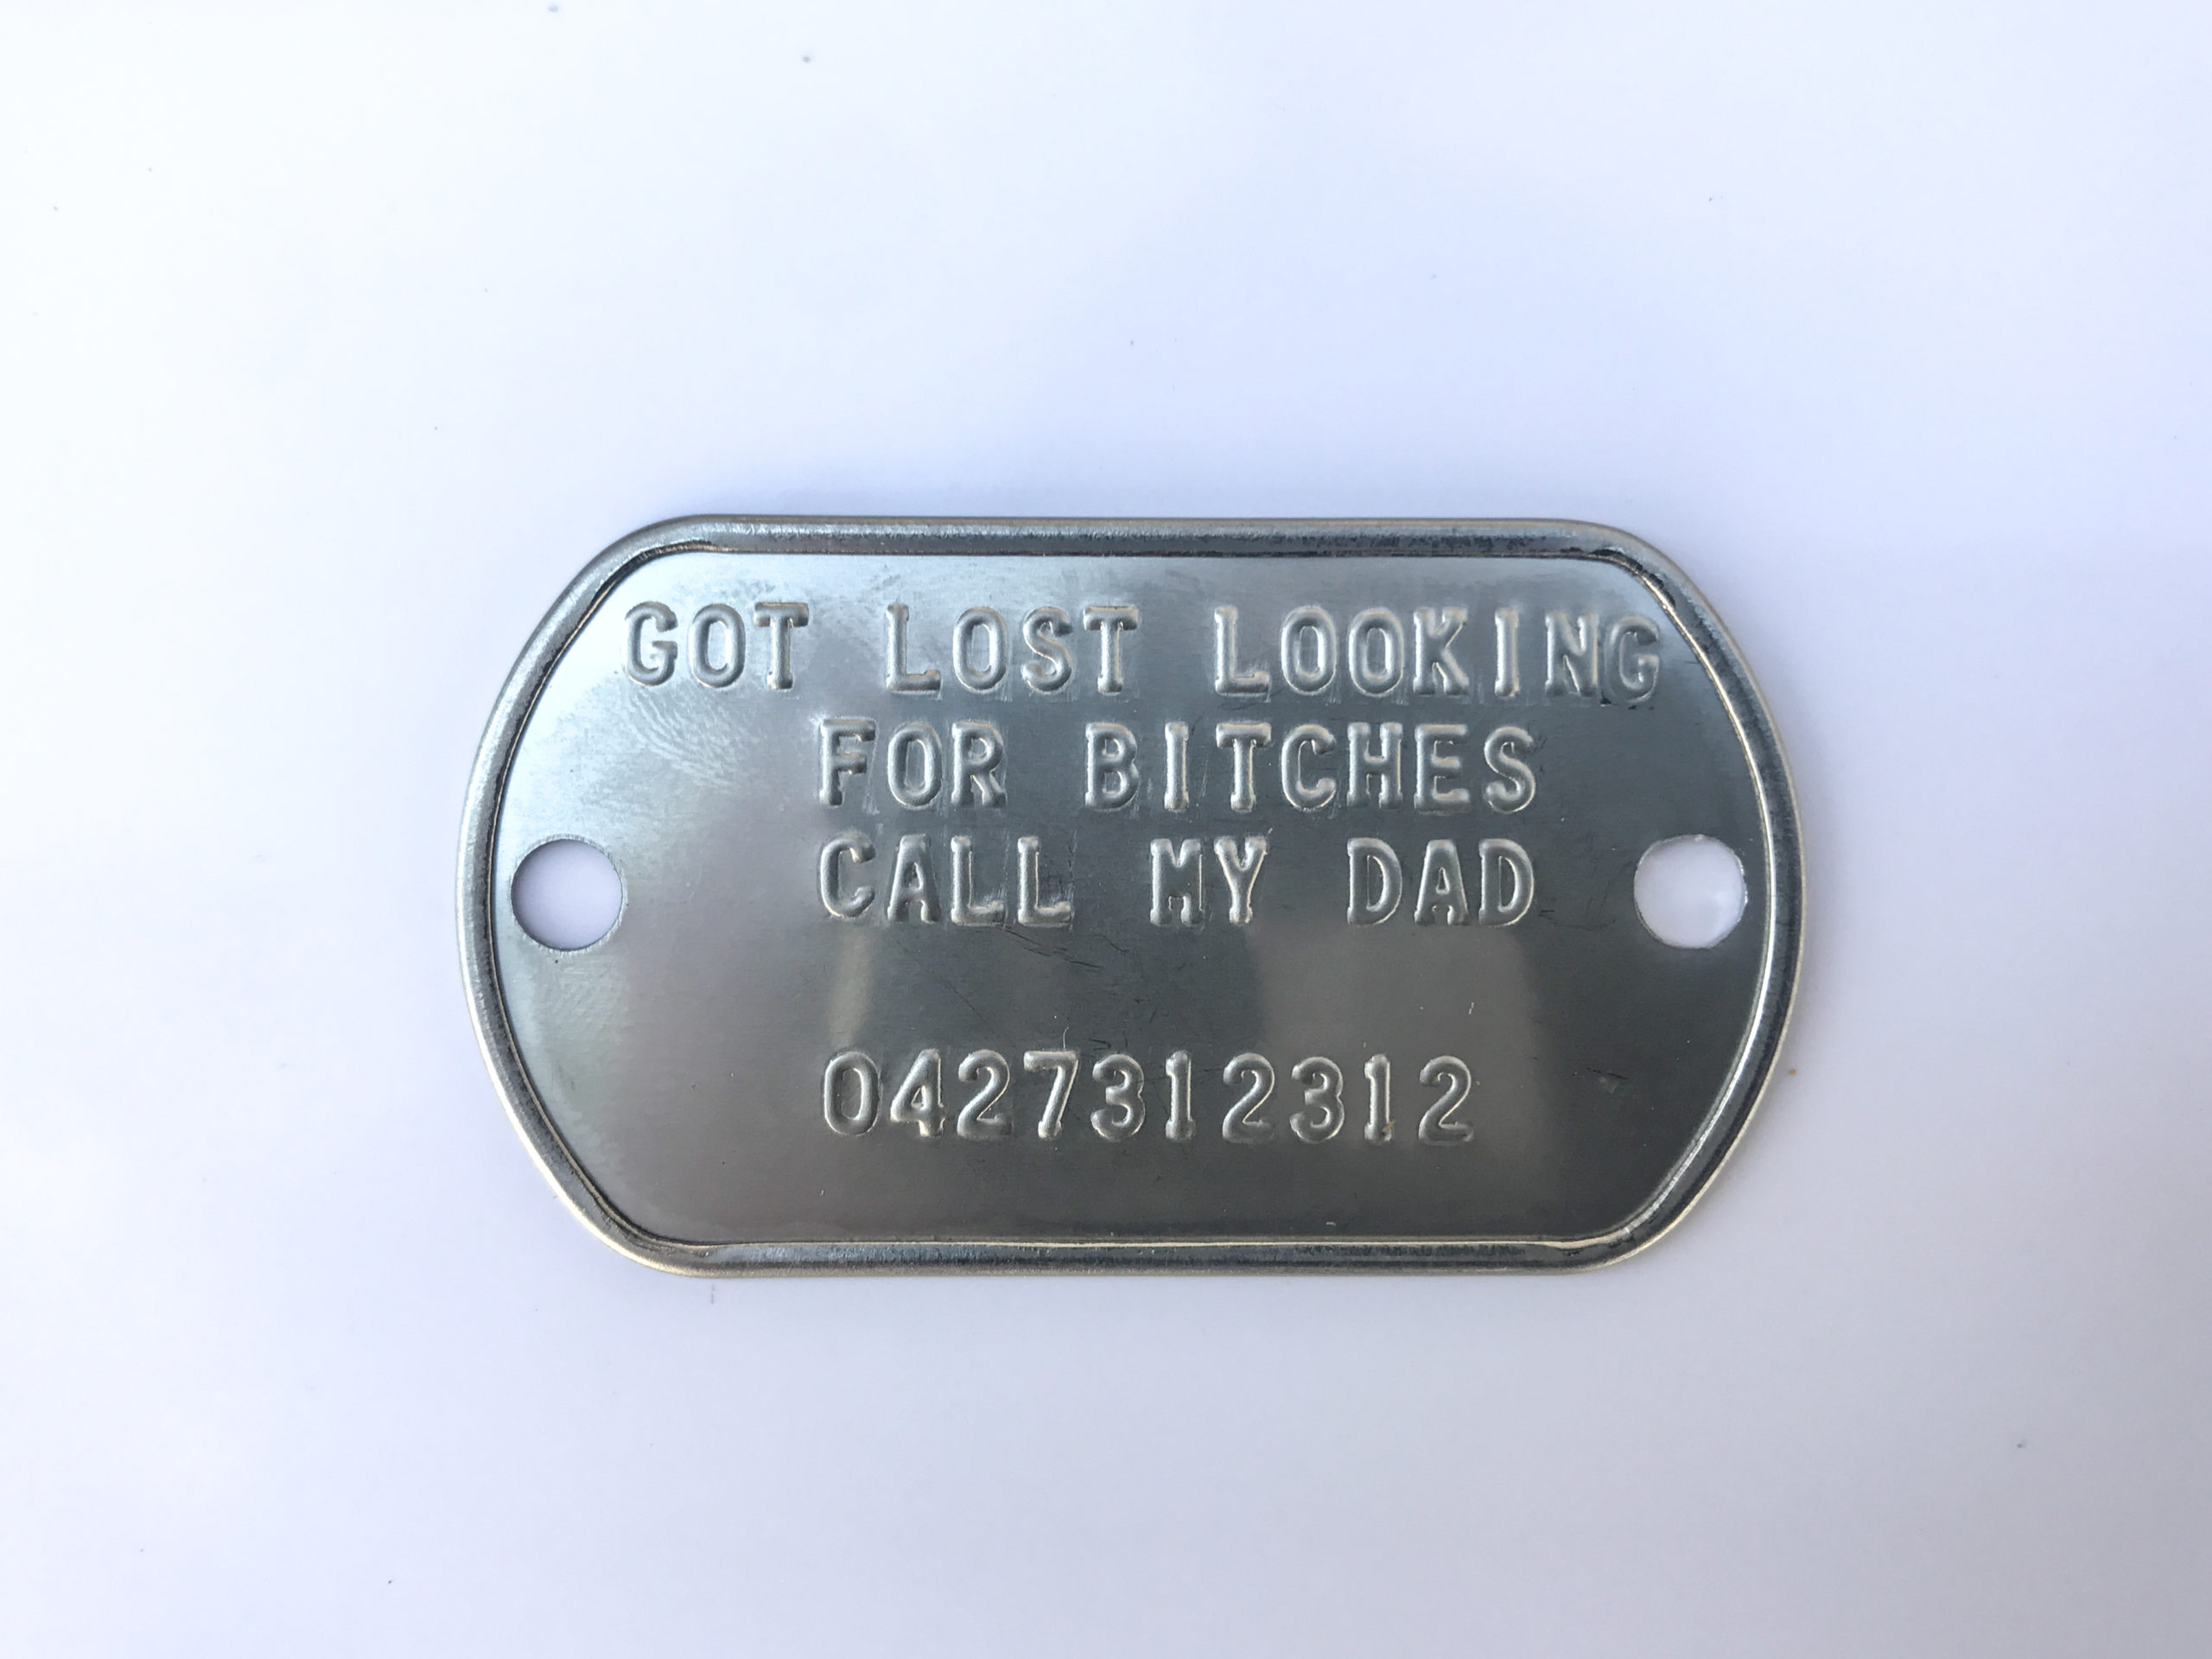 GOT LOST LOOKING
FOR BITCHES
CALL MY DAD
0427312312